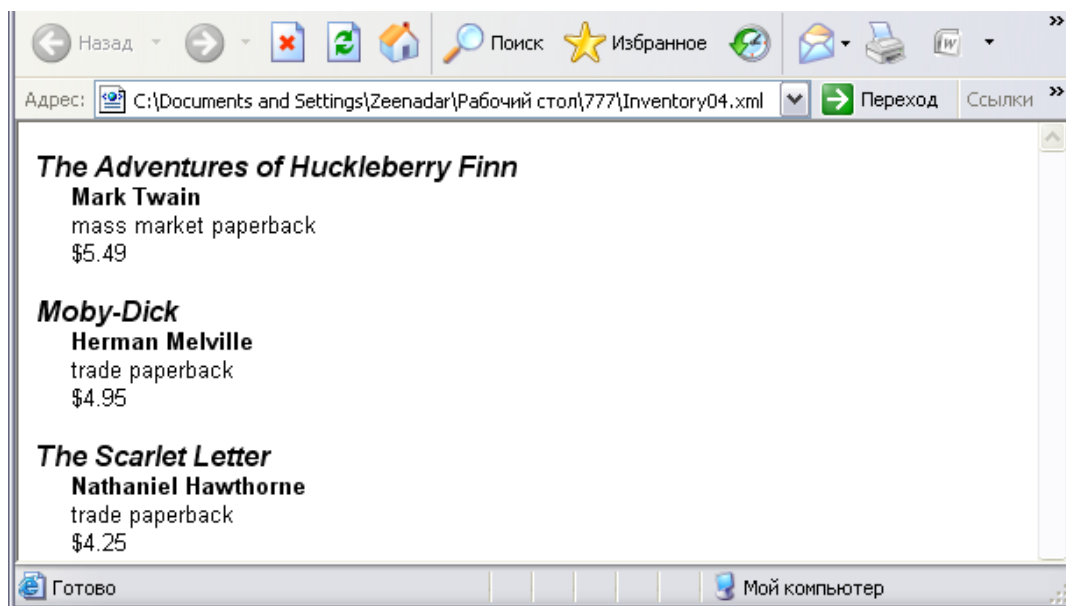 Назад Поиск Избранное W »
Адрес: C:\Documents and Settings\Zeenadar\Рабочий стол\777\Inventory04.xml Переход Ссылки »
The Adventures of Huckleberry Finn
Mark Twain
mass market paperback
$5.49
Moby-Dick
Herman Melville
trade paperback
$4.95
The Scarlet Letter
Nathaniel Hawthorne
trade paperback
$4.25
Готово Мой компьютер